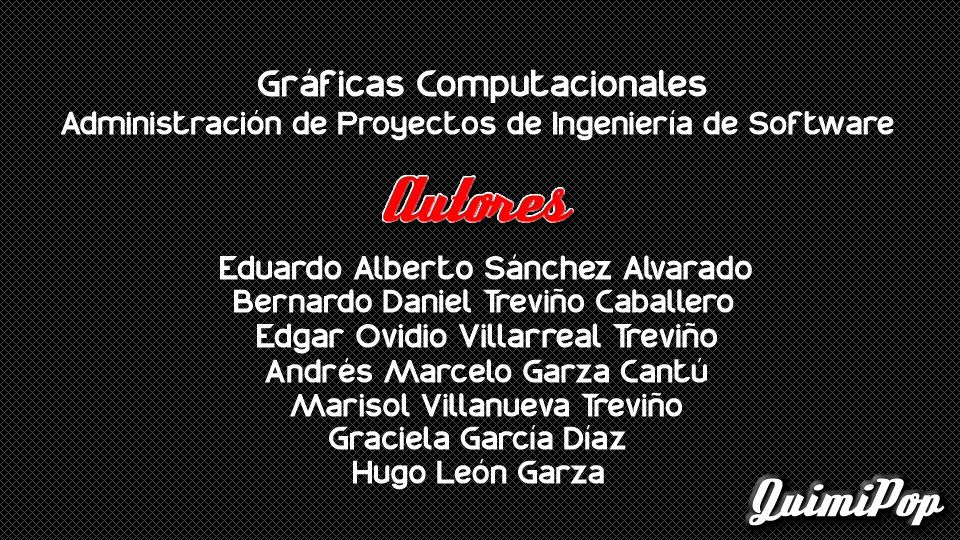 Gráficas Computacionales
Administración de Proyectos de Ingeniería de Software
Autores
Eduardo Alberto Sánchez Alvarado
Bernardo Daniel Treviño Caballero
Edgar Ovidio Villarreal Treviño
Andrés Marcelo Garza Cantú
Marisol Villanueva Treviño
Graciela García Díaz
Hugo León Garza
QuimiPop